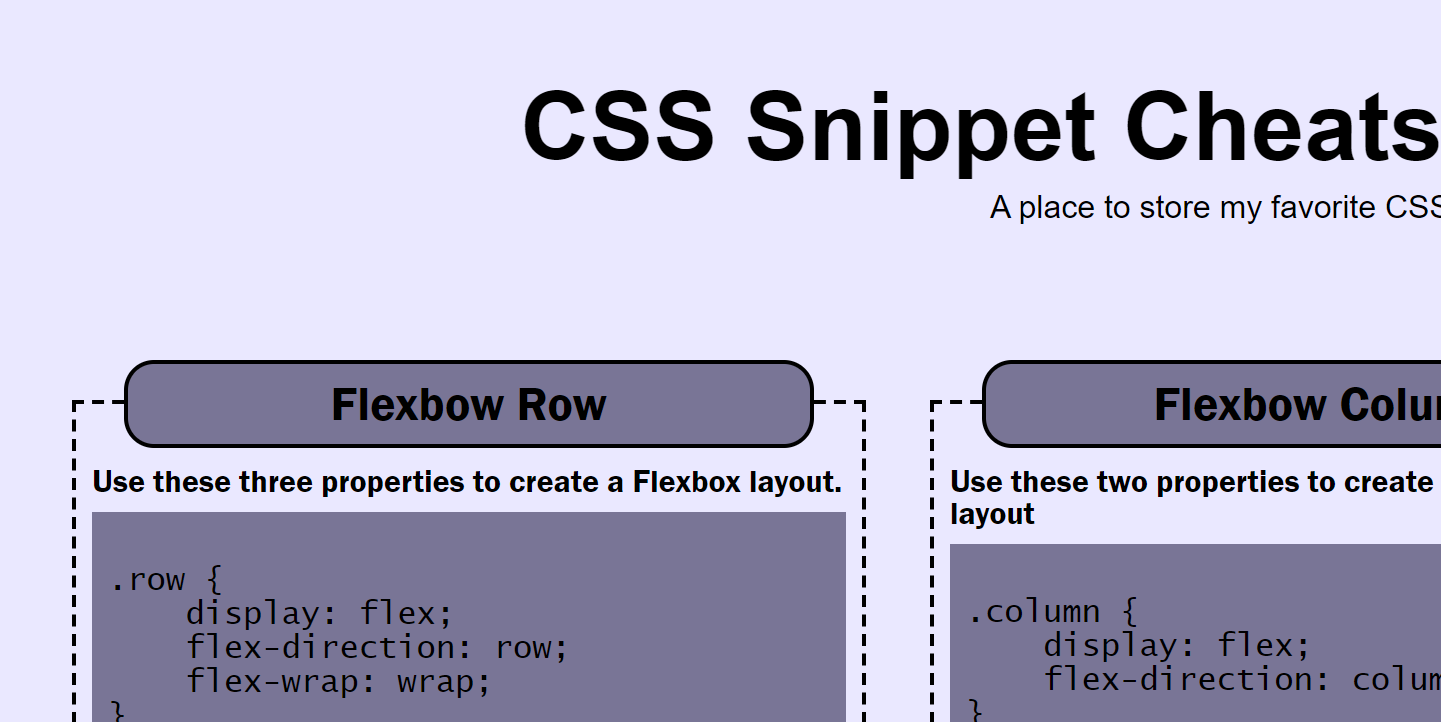 CSS Snippet Cheats
A place to store my favorite CSS
Flexbow Row
Use these three properties to create a Flexbox layout.
.row {
    display: flex;
    flex-direction: row;
    flex-wrap: wrap;
}
Flexbow Colu
Use these two properties to create
layout
.column {
    display: flex;
    flex-direction: colum
}